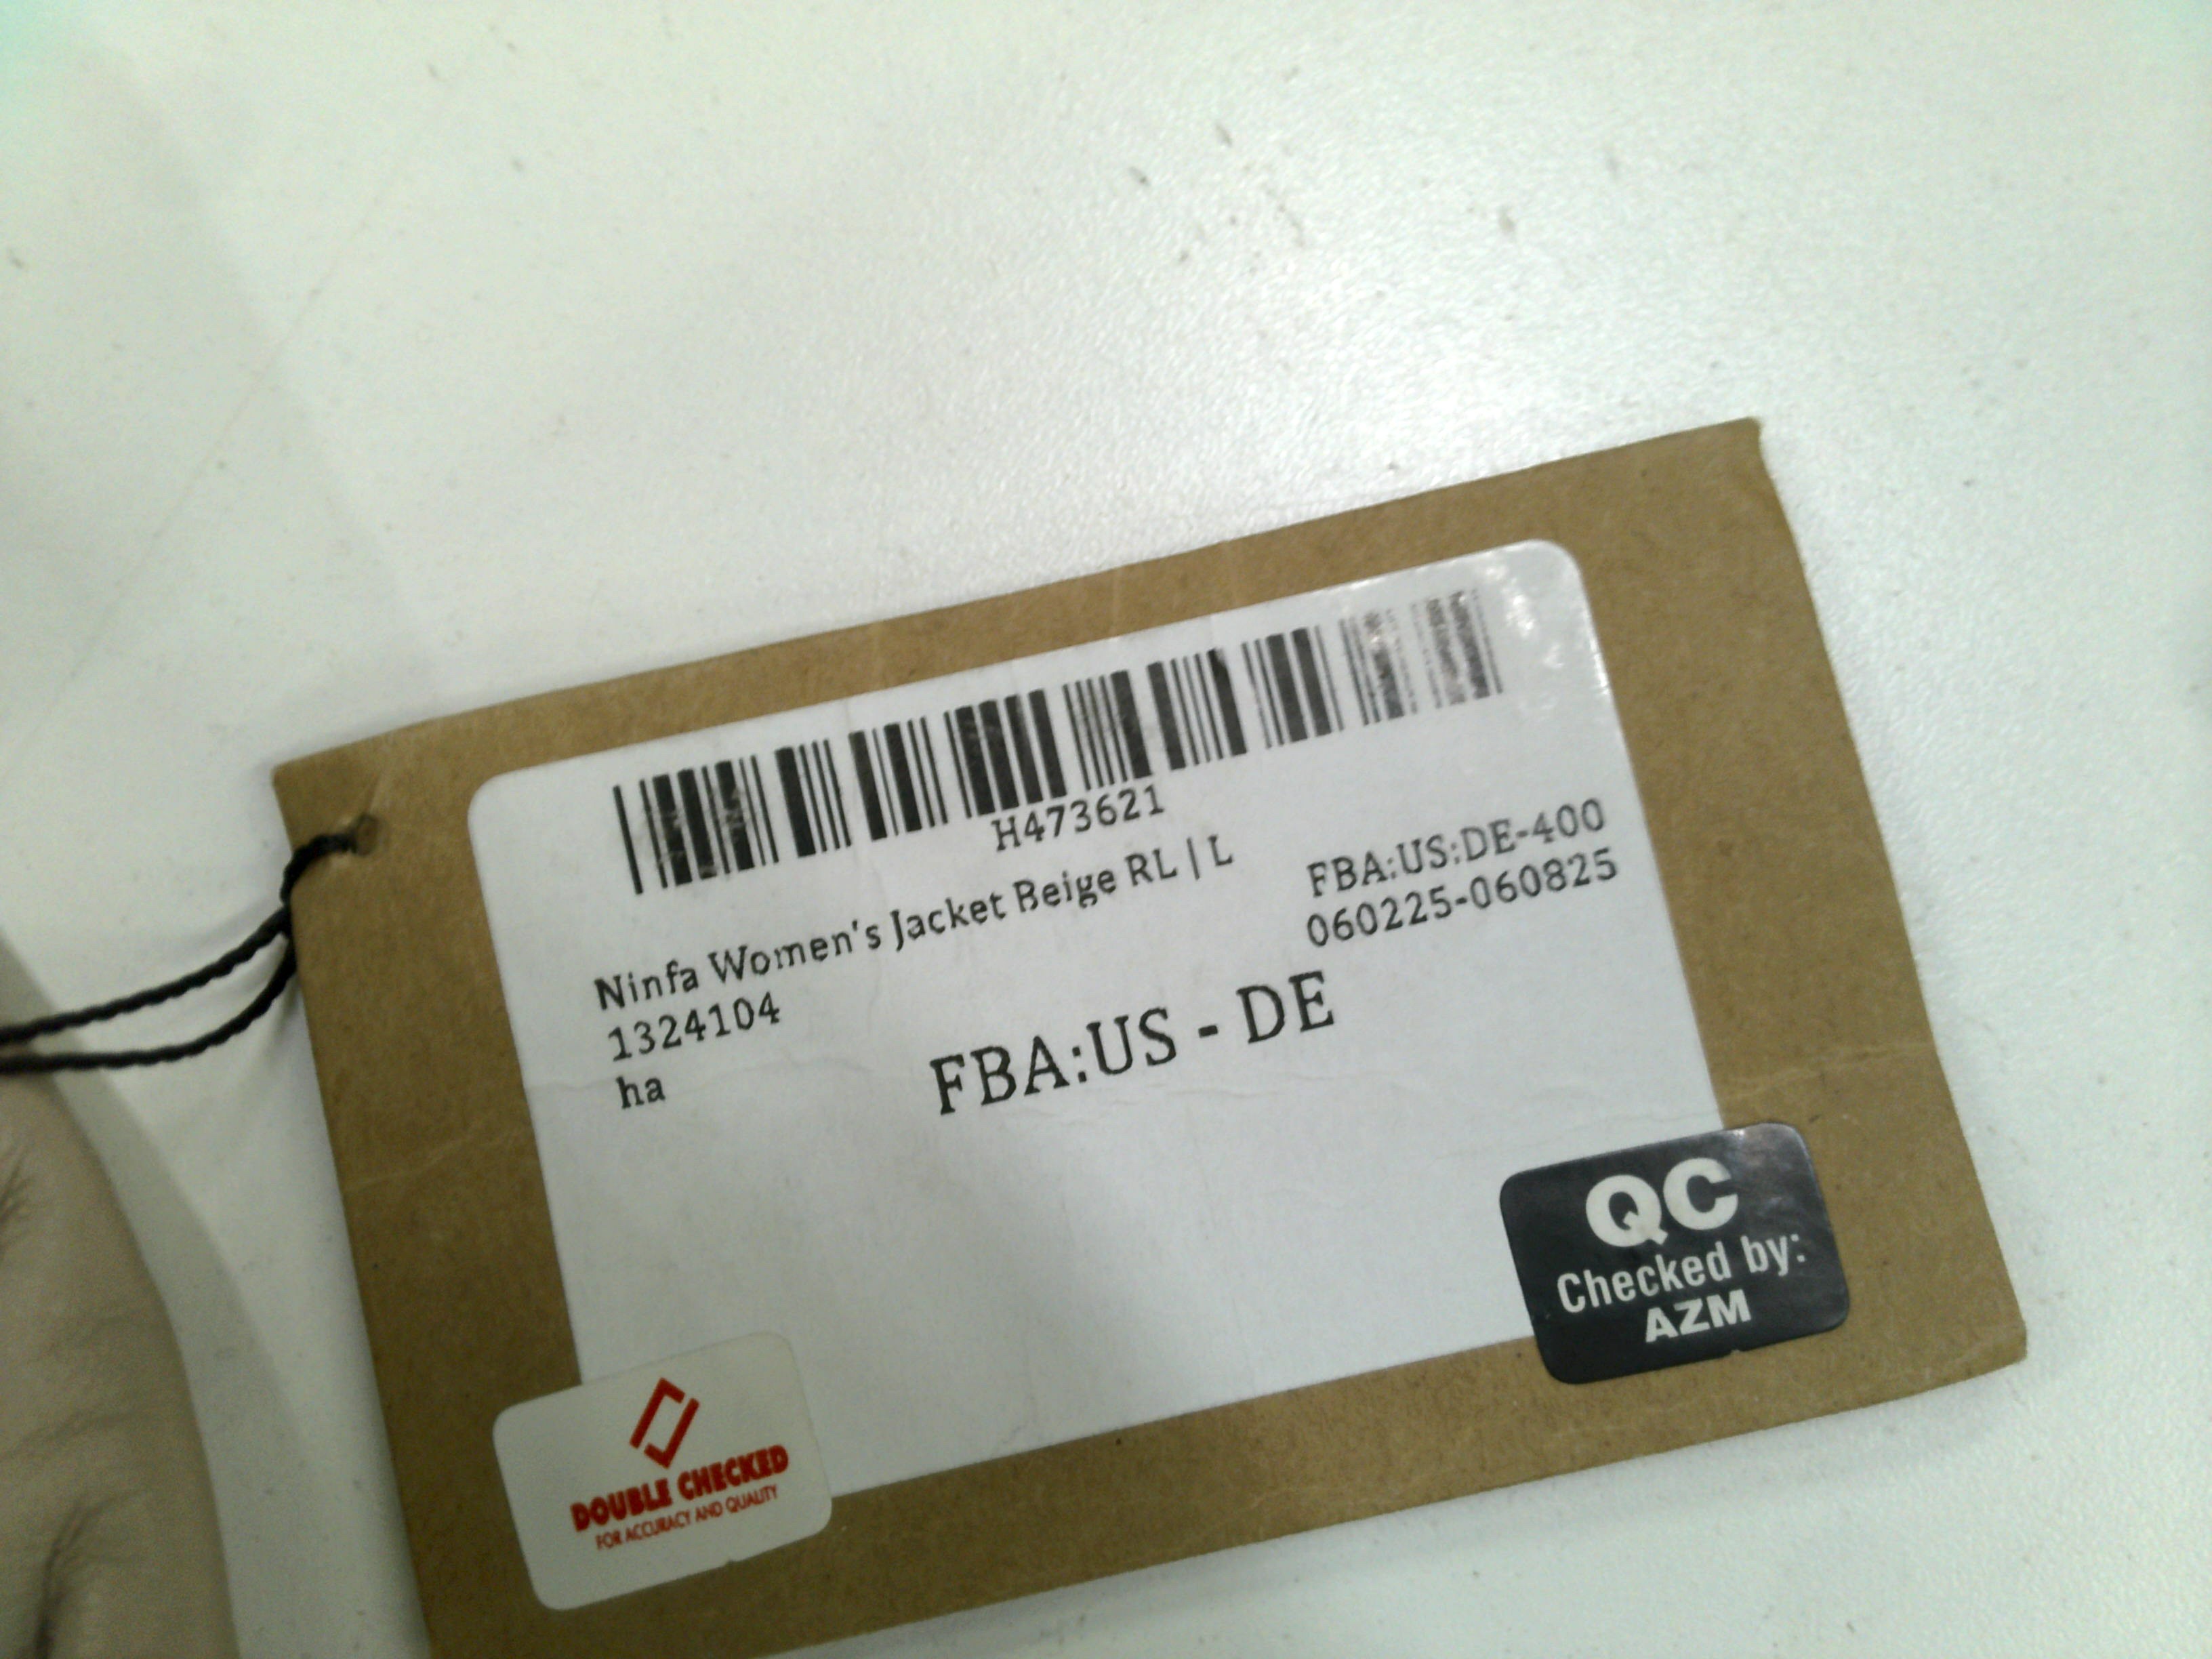 H473621
Ninfa Women's Jacket Beige RL | L
1324104
ha
FBA:US:DE-400
060225-060825
FBA:US - DE
QC
Checked by:
AZM
DOUBLE CHECKED
FOR ACCURACY AND QUALITY